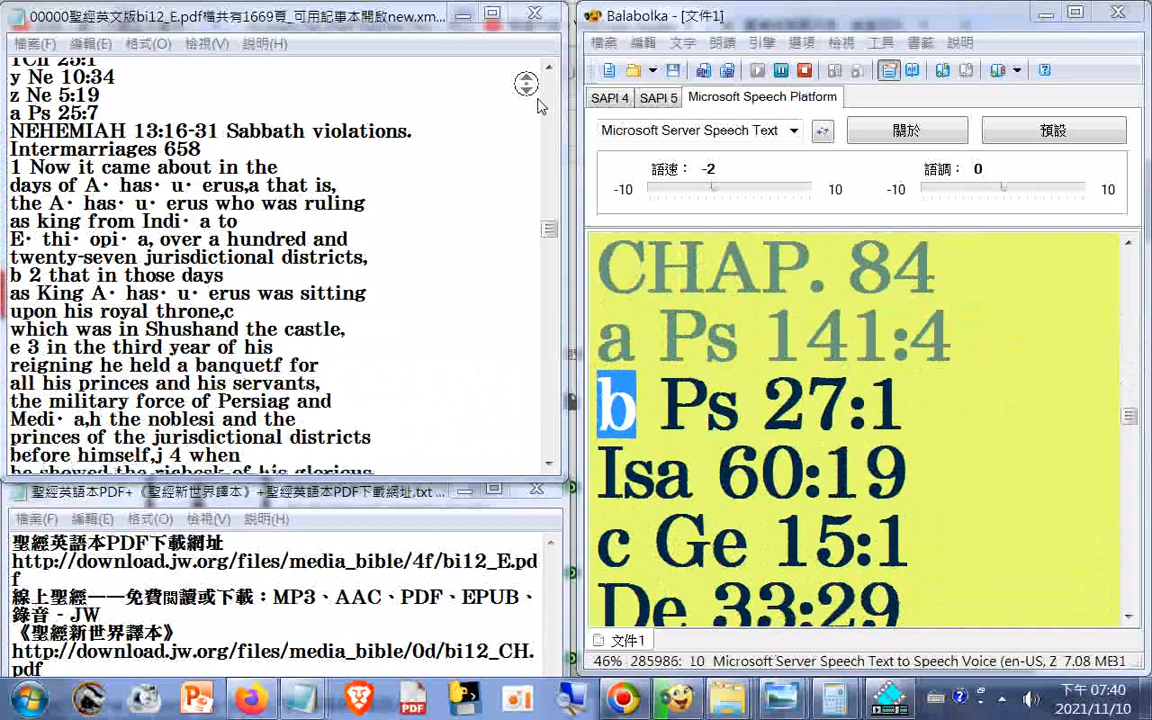 00000聖經英文版bi12_E.pdf檔共有1669頁_可用記事本開啟new.xm...
檔案(F) 編輯(E) 格式(O) 檢視(V) 說明(H)
1Ch 25:1
y Ne 10:34
z Ne 5:19
a Ps 25:7
NEHEMIAH 13:16-31 Sabbath violations.
Intermarriages 658
1 Now it came about in the
days of A· has· u· erus,a that is,
the A· has· u· erus who was ruling
as king from Indi· a to
E· thi· opi· a, over a hundred and
twenty-seven jurisdictional districts,
b 2 that in those days
as King A· has· u· erus was sitting
upon his royal throne,c
which was in Shushand the castle,
e 3 in the third year of his
reigning he held a banquetf for
all his princes and his servants,
the military force of Persiag and
Medi· a,h the noblesi and the
princes of the jurisdictional districts
before himself,j 4 when
he showed the richesk of his glorious
聖經英語本PDF+《聖經新世界譯本》+聖經英語本PDF下載網址.txt ...
檔案(F) 編輯(E) 格式(O) 檢視(V) 說明(H)
聖經英語本PDF下載網址
http://download.jw.org/files/media_bible/4f/bi12_E.pd
f
線上聖經——免費閱讀或下載：MP3、AAC、PDF、EPUB、
錄音 - JW
《聖經新世界譯本》
http://download.jw.org/files/media_bible/0d/bi12_CH.
pdf
Balabolka - [文件1]
檔案 編輯 文字 朗讀 引擎 選項 檢視 工具 書籤 說明
SAPI 4 SAPI 5 Microsoft Speech Platform
Microsoft Server Speech Text 關於 預設
語速： -2 語調： 0
-10 10 -10 10
CHAP. 84
a Ps 141:4
b Ps 27:1
Isa 60:19
c Ge 15:1
De 33:29
文件1
46% 285986: 10 Microsoft Server Speech Text to Speech Voice (en-US, Z 7.08 MB1
下午 07:40
2021/11/10